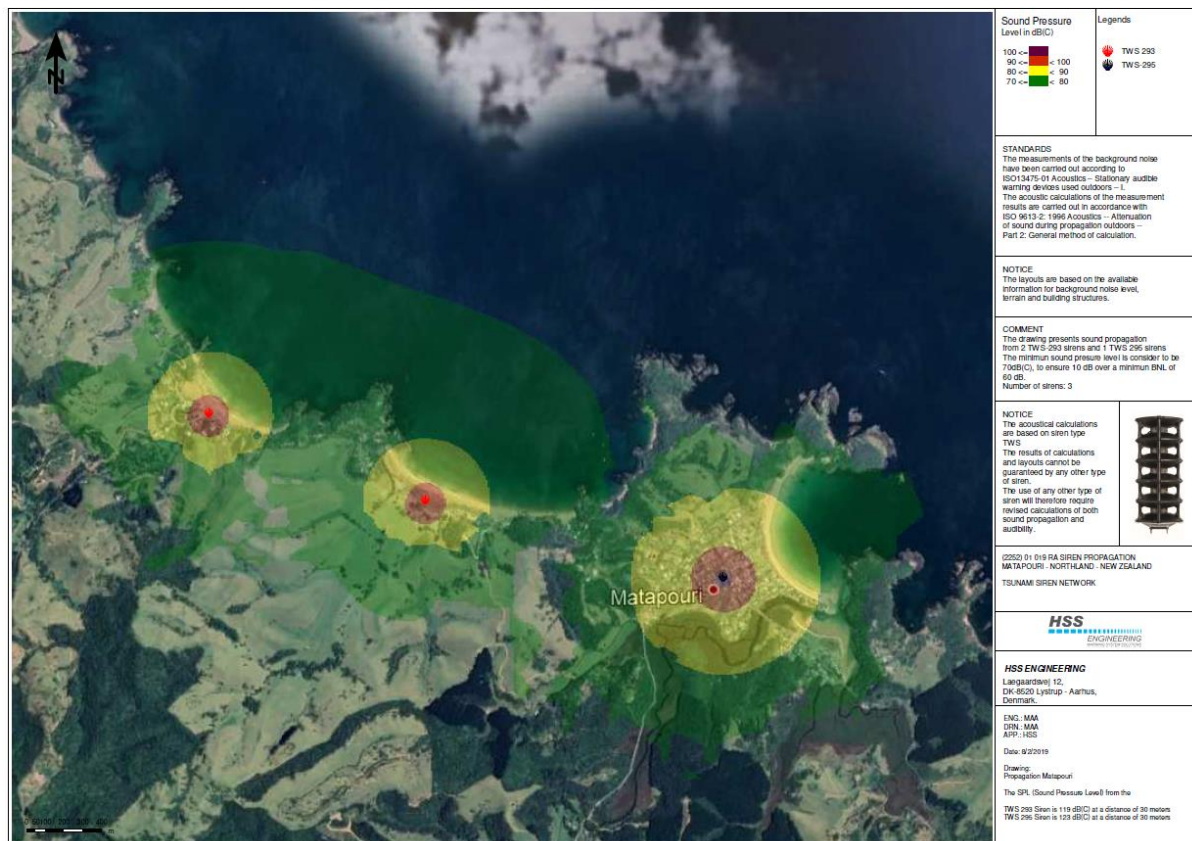 N
Matapouri
0 50100 200 300 400
Sound Pressure
Level in dB(C)
100 <=
90 <= < 100
80 <= < 90
70 <= < 80
Legends
TWS 293
TWS-295
STANDARDS
The measurements of the background noise
have been carried out according to
ISO13475-01 Acoustics -- Stationary audible
warning devices used outdoors -- I.
The acoustic calculations of the measurement
results are carried out in accordance with
ISO 9613-2: 1996 Acoustics -- Attenuation
of sound during propagation outdoors --
Part 2: General method of calculation.
NOTICE
The layouts are based on the available
information for background noise level,
terrain and building structures.
COMMENT
The drawing presents sound propagation
from 2 TWS-293 sirens and 1 TWS 295 sirens
The minimun sound presure level is consider to be
70dB(C), to ensure 10 dB over a minimun BNL of
60 dB.
Number of sirens: 3
NOTICE
The acoustical calculations
are based on siren type
TWS
The results of calculations
and layouts cannot be
guaranteed by any other type
of siren.
The use of any other type of
siren will therefore require
revised calculations of both
sound propagation and
audibility.
(2252) 01 019 RA SIREN PROPAGATION
MATAPOURI - NORTHLAND - NEW ZEALAND
TSUNAMI SIREN NETWORK
HSS
ENGINEERING
WARNING SYSTEM SOLUTIONS
HSS ENGINEERING
Laegaardsvej 12,
DK-8520 Lystrup - Aarhus,
Denmark.
ENG.: MAA
DRN.: MAA
APP.: HSS
Date: 6/2/2019
Drawing:
Propagation Matapouri
The SPL (Sound Pressure Level) from the
TWS 293 Siren is 119 dB(C) at a distance of 30 meters
TWS 295 Siren is 123 dB(C) at a distance of 30 meters